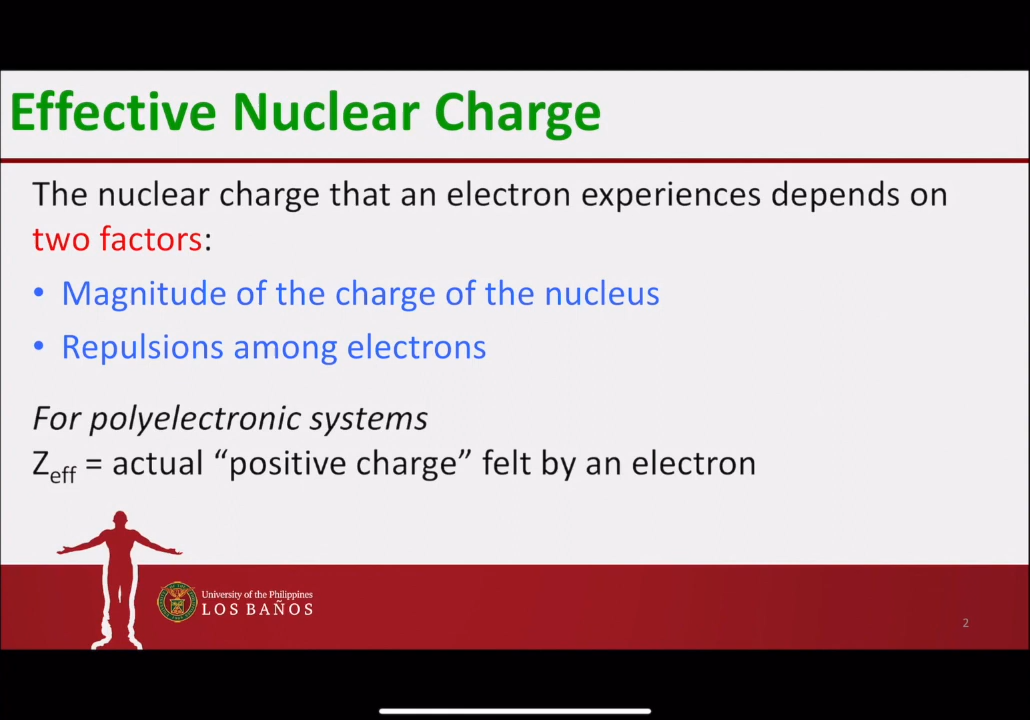 Effective Nuclear Charge
The nuclear charge that an electron experiences depends on
two factors:
• Magnitude of the charge of the nucleus
• Repulsions among electrons
For polyelectronic systems
Zeff = actual “positive charge” felt by an electron
University of the Philippines
LOS BAÑOS
2